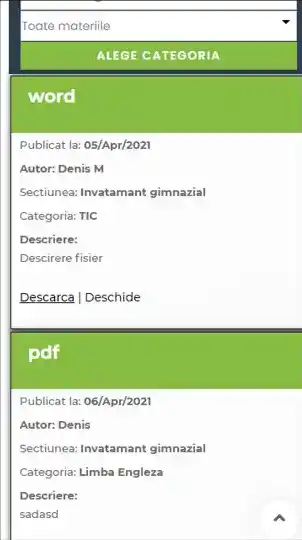 Toate materiile
ALEGE CATEGORIA
word
Publicat la: 05/Apr/2021
Autor: Denis M
Sectiunea: Invatamant gimnazial
Categoria: TIC
Descriere:
Descirere fisier
Descarca | Deschide
pdf
Publicat la: 06/Apr/2021
Autor: Denis
Sectiunea: Invatamant gimnazial
Categoria: Limba Engleza
Descriere:
sadasd